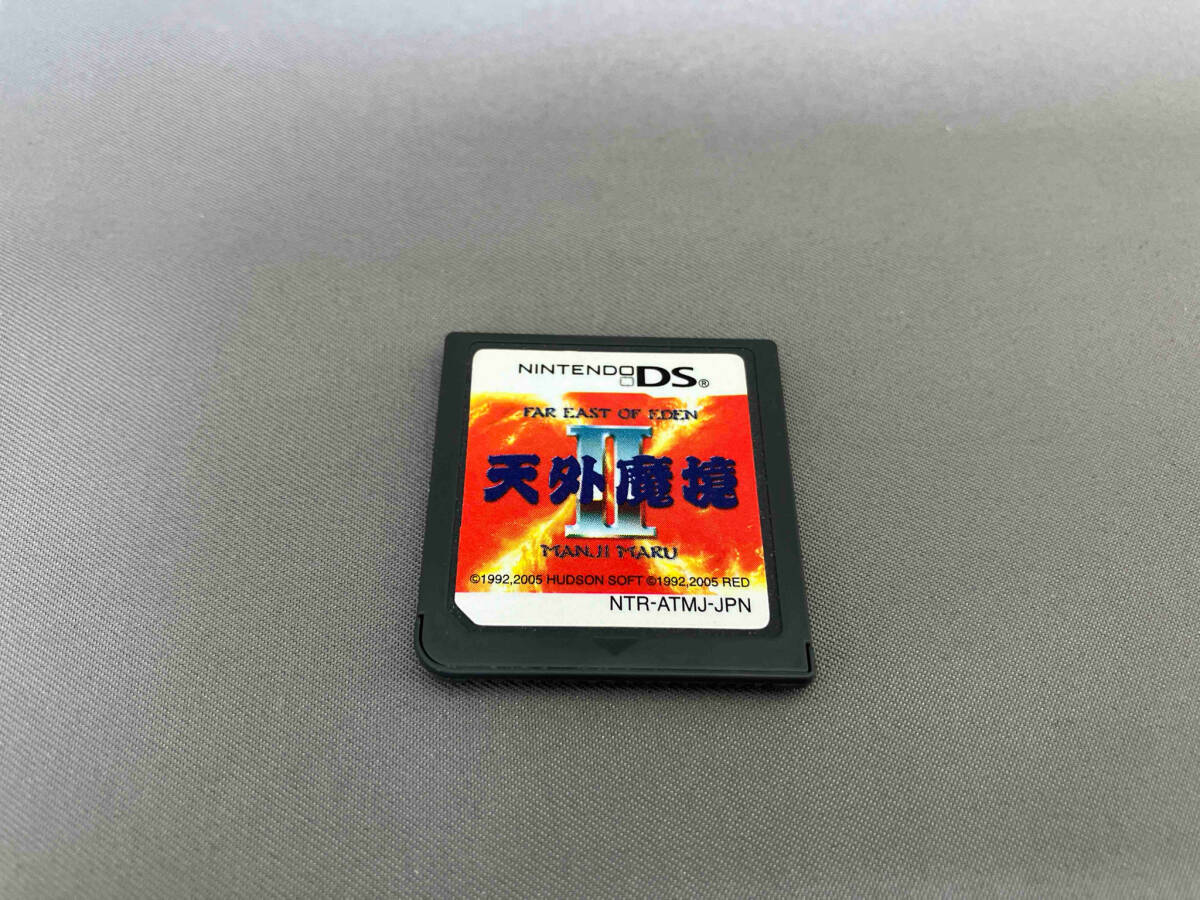 NINTENDO DS®
FAR EAST OF EDEN
II
天外魔境
MANJI MARU
©1992,2005 HUDSON SOFT ©1992,2005 RED
NTR-ATMJ-JPN